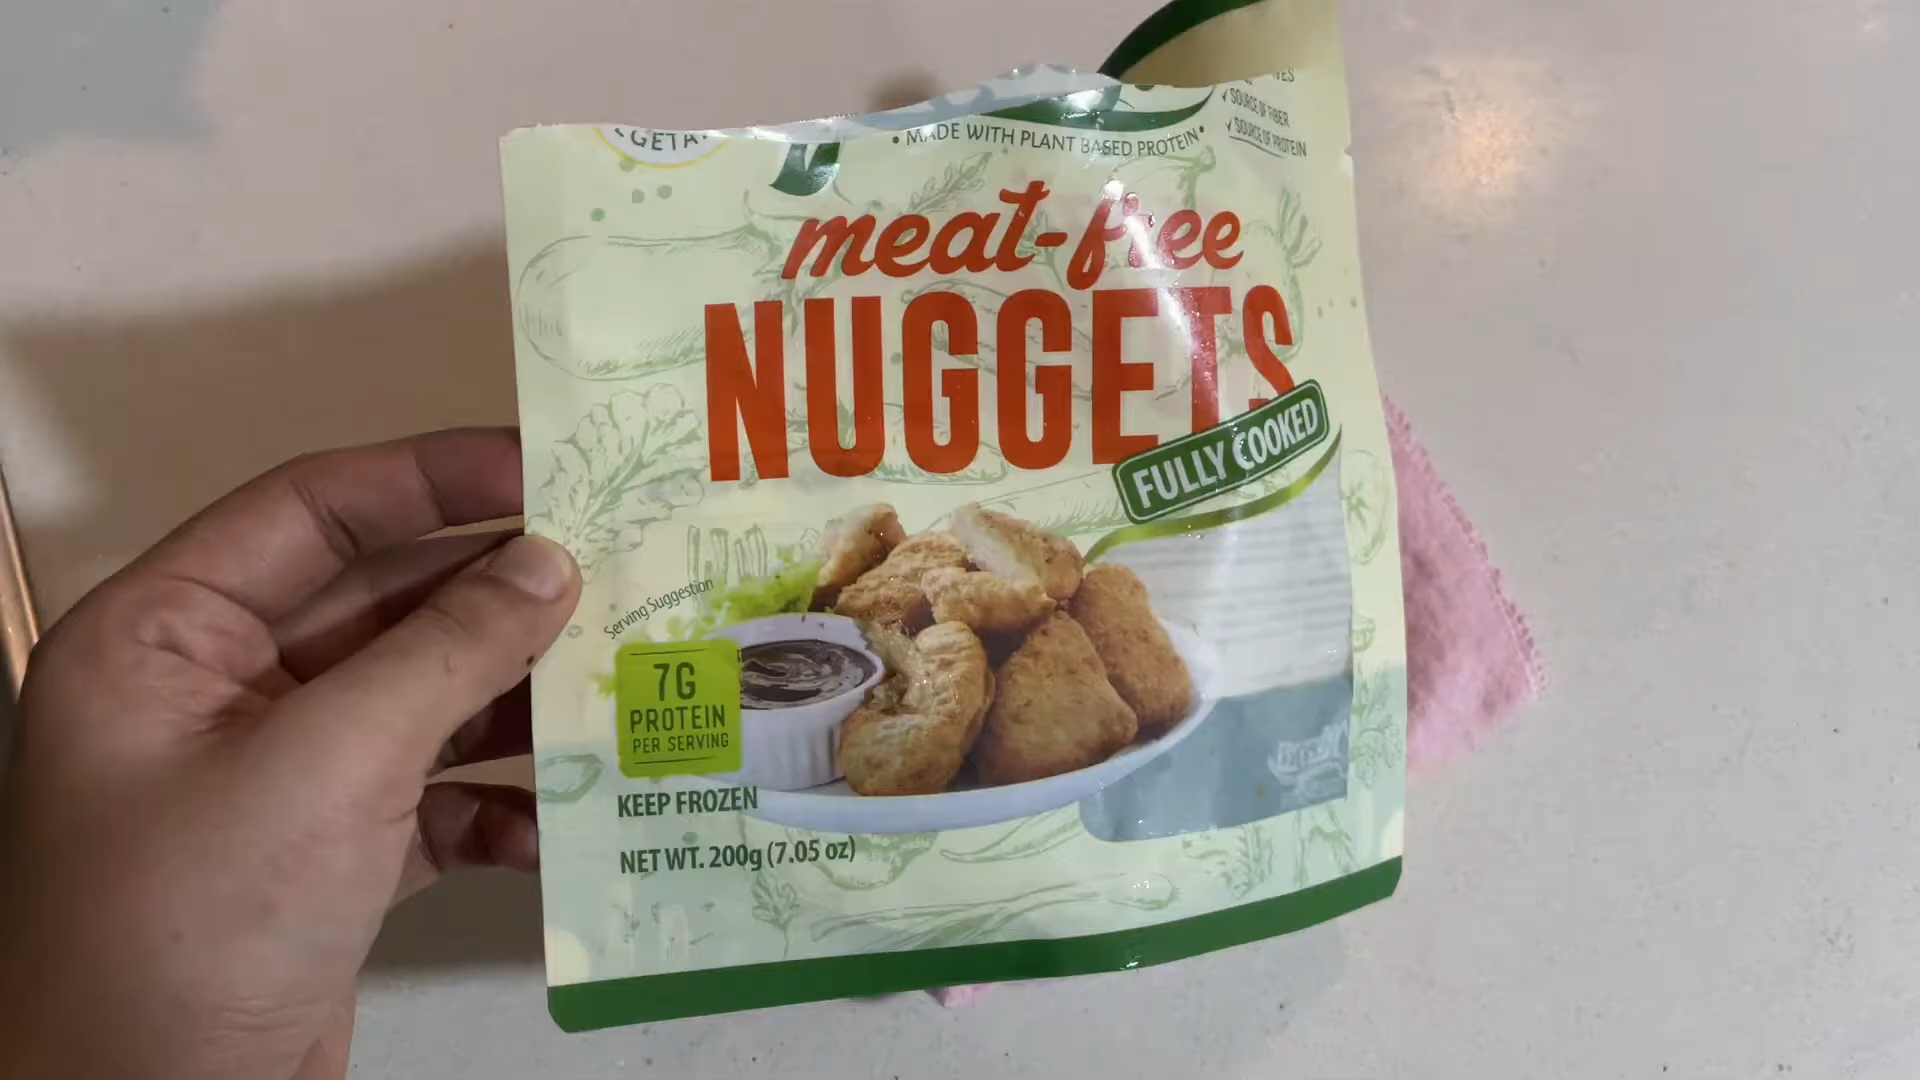 MADE WITH PLANT BASED PROTEIN
✓ SOURCE OF FIBER
✓ SOURCE OF PROTEIN
meat-free
NUGGETS
FULLY COOKED
Serving Suggestion
7G
PROTEIN
PER SERVING
KEEP FROZEN
NET WT. 200g (7.05 oz)